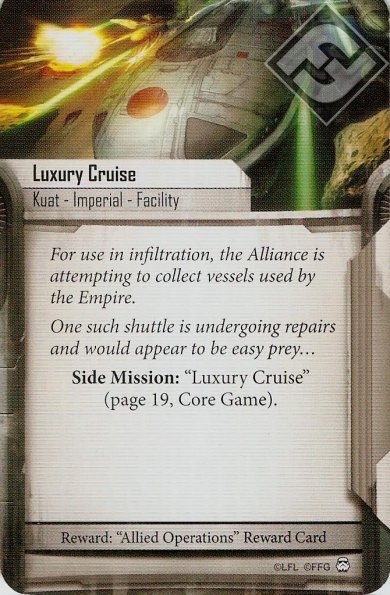 Luxury Cruise
Kuat - Imperial - Facility
For use in infiltration, the Alliance is
attempting to collect vessels used by
the Empire.
One such shuttle is undergoing repairs
and would appear to be easy prey…
Side Mission: “Luxury Cruise”
(page 19, Core Game).
Reward: “Allied Operations” Reward Card
©LFL ©FFG